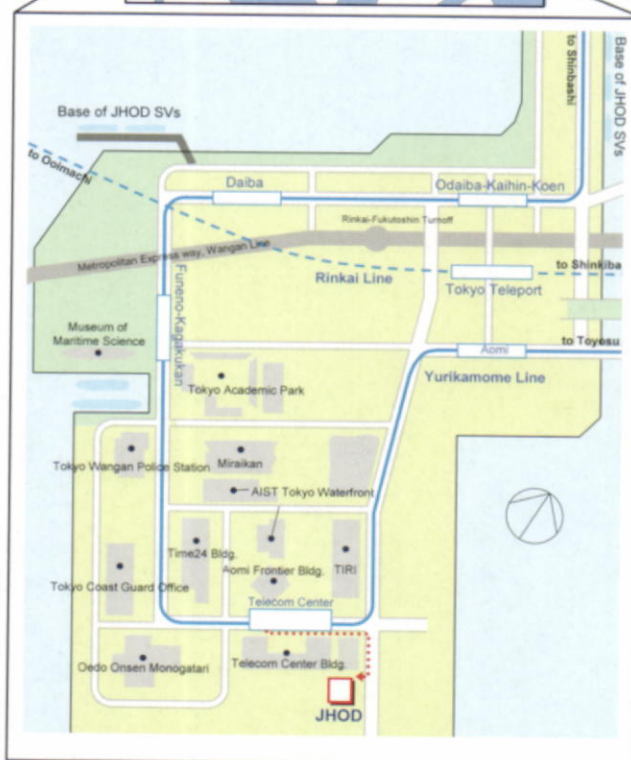 to Shinbashi
Base of JHOD SVs
Base of JHOD SVs
to Ooimachi
Daiba
Odaiba-Kaihin-Koen
Rinkai-Fukutoshin Turnoff
Metropolitan Express way, Wangan Line
to Shinkiba
Rinkai Line
Tokyo Teleport
Funeno-Kagakukan
Museum of
Maritime Science
to Toyosu
Aomi
Yurikamome Line
Tokyo Academic Park
Tokyo Wangan Police Station
Miraikan
AIST Tokyo Waterfront
Time24 Bldg.
Aomi Frontier Bldg.
TIRI
Tokyo Coast Guard Office
Telecom Center
Oedo Onsen Monogatari
Telecom Center Bldg.
JHOD